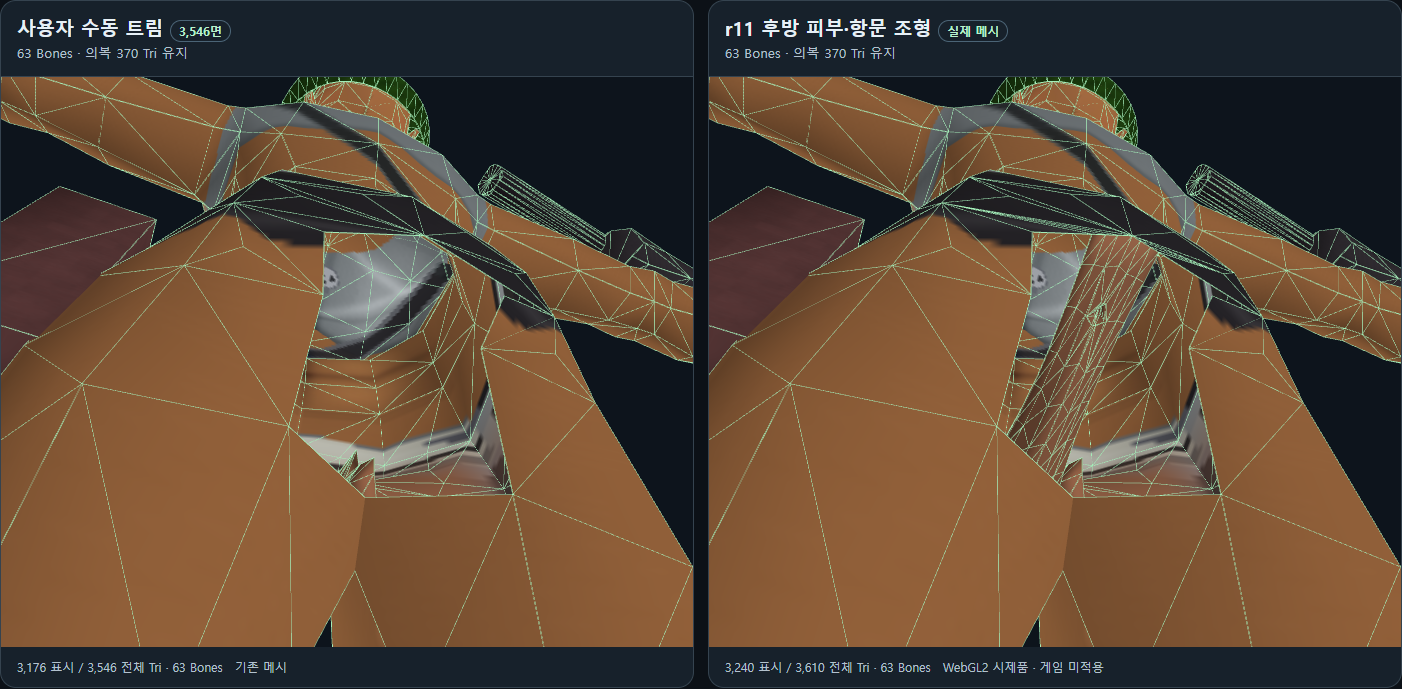 사용자 수동 트림 3,546면
63 Bones · 의복 370 Tri 유지
3,176 표시 / 3,546 전체 Tri · 63 Bones 기존 메시
r11 후방 피부·항문 조형 실제 메시
63 Bones · 의복 370 Tri 유지
3,240 표시 / 3,610 전체 Tri · 63 Bones WebGL2 시제품 · 게임 미적용